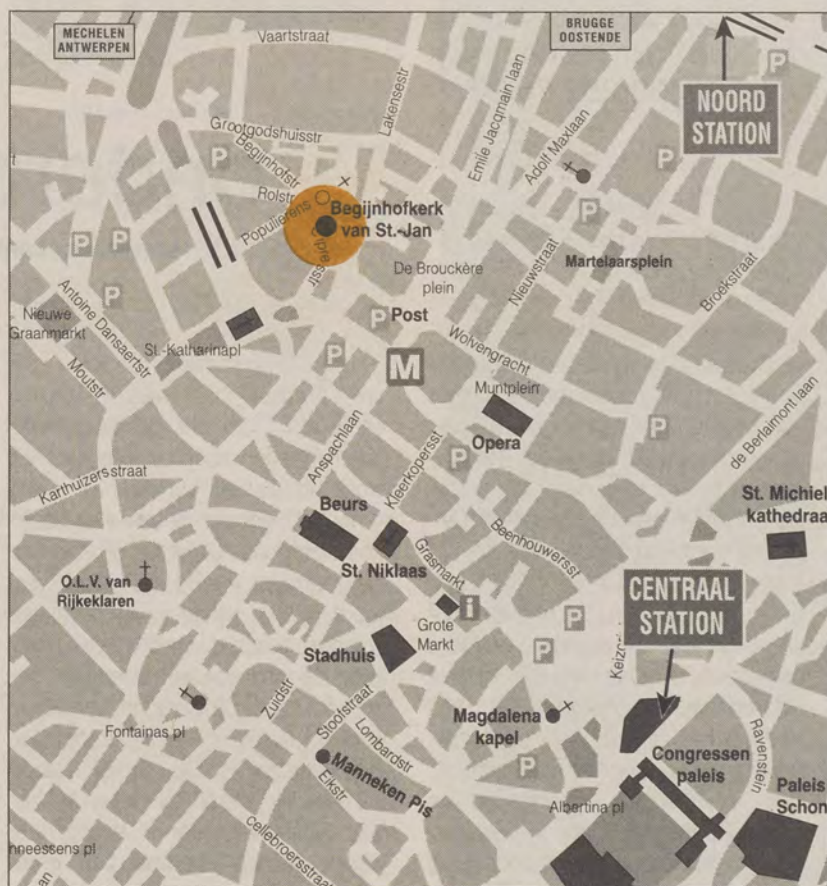 MECHELEN
ANTWERPEN
BRUGGE
OOSTENDE
Vaartstraat
Lakensestr
Emile Jacqmain laan
P
NOORD
STATION
Grootgodshuisstr
Adolf Maxlaan
P
P
Begijnhofstr
Rolstr
Populierens
Begijnhofkerk
van St.-Jan
P
P
P
Martelaarsplein
De Brouckère
plein
Nieuwstraat
Broekstraat
Antoine Dansaertstr
P
Nieuwe
Graanmarkt
St.-Katharinapl
P
Post
Wolvengracht
P
M
Moutstr
Muntplein
Opera
P
P
de Berlaimont laan
Anspachlaan
Kleerkopersst
Karthuizersstraat
Beurs
St. Niklaas
Grasmarkt
Beenhouwersst
St. Michiel
kathedraa
O.L.V. van
Rijkeklaren
CENTRAAL
STATION
i
Grote
Markt
P
P
Stadhuis
Zuidstr
Stoofstraat
Lombardstr
Magdalena
kapel
Fontainas pl
Manneken Pis
Eikstr
P
Congressen
paleis
Ravenstein
Albertina pl
Paleis
Schon
nneessens pl
cellebroersstraat